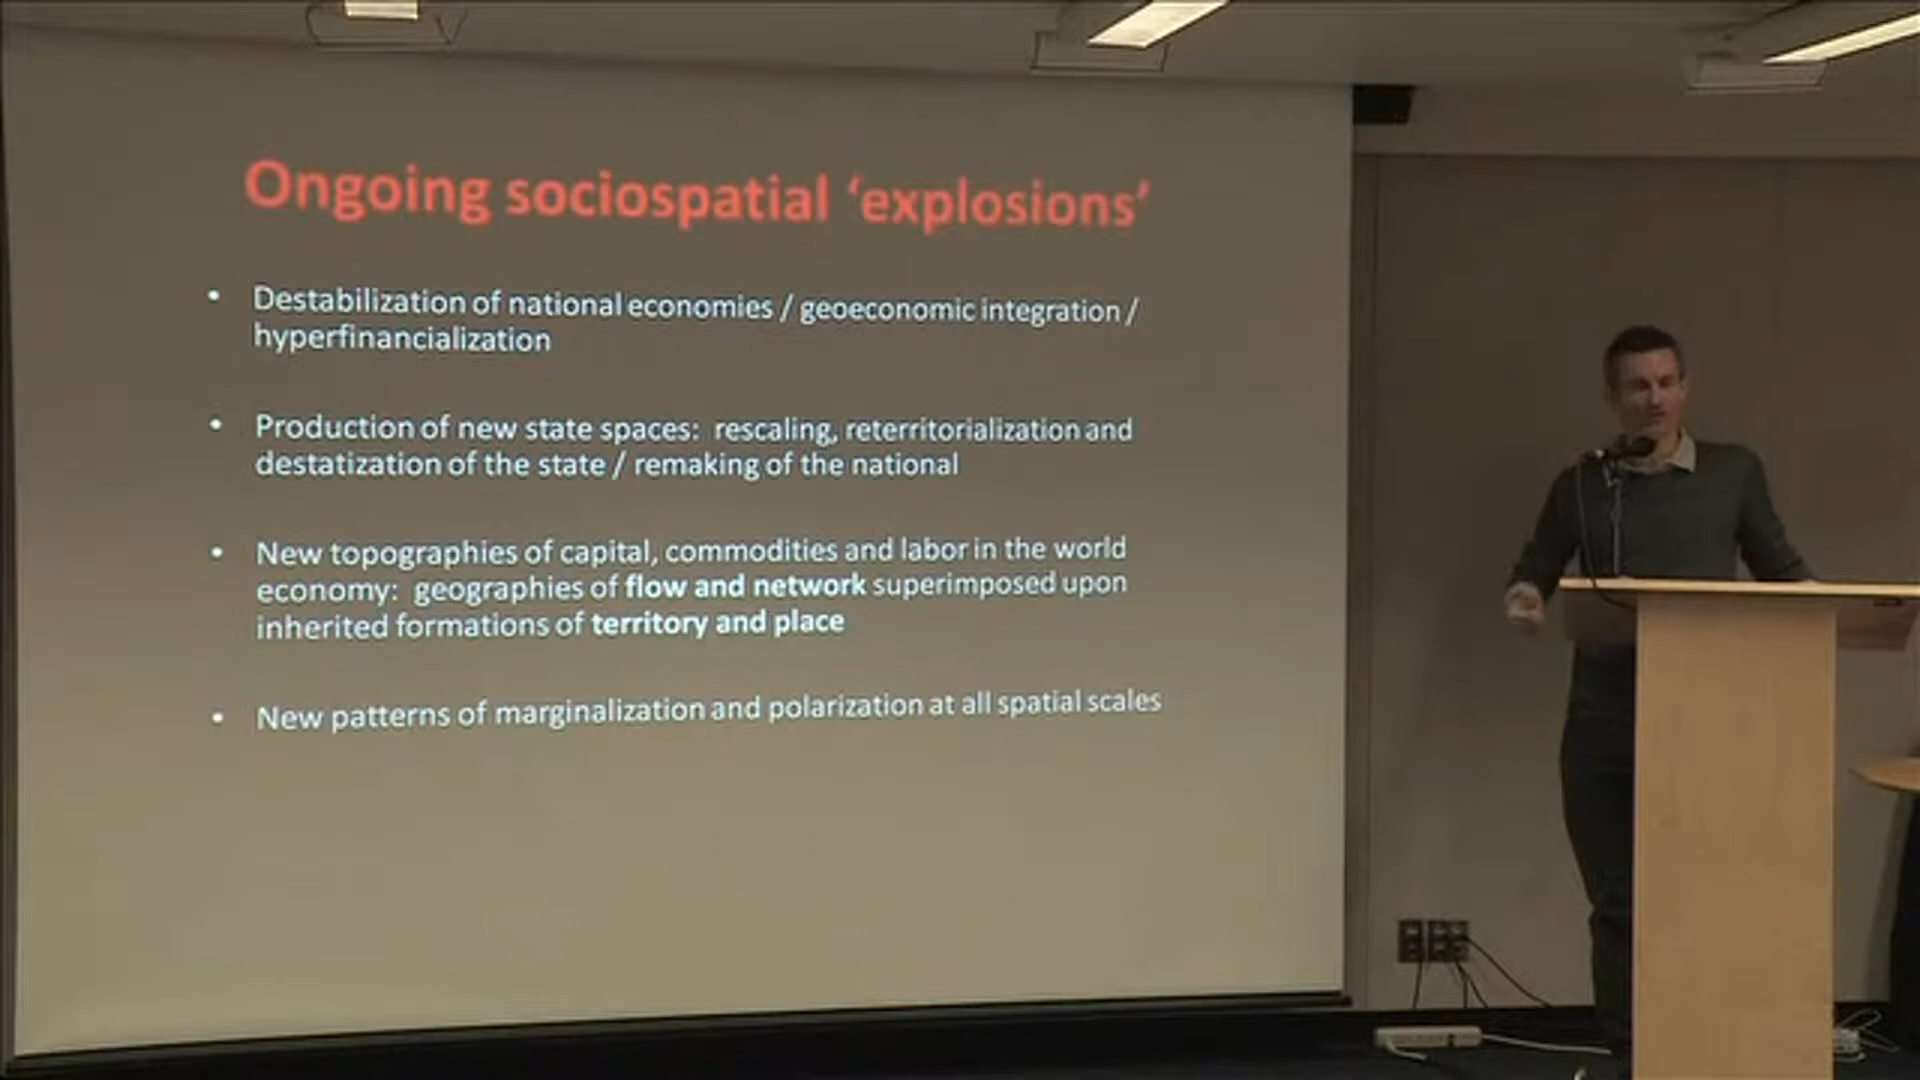 Ongoing sociospatial ‘explosions’
• Destabilization of national economies / geoeconomic integration /
hyperfinancialization
• Production of new state spaces: rescaling, reterritorialization and
destatization of the state / remaking of the national
• New topographies of capital, commodities and labor in the world
economy: geographies of flow and network superimposed upon
inherited formations of territory and place
• New patterns of marginalization and polarization at all spatial scales